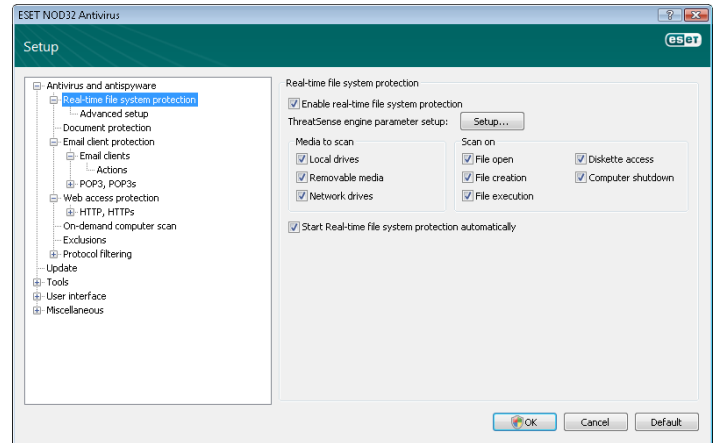 ESET NOD32 Antivirus
Setup
eset
Antivirus and antispyware
Real-time file system protection
Advanced setup
Document protection
Email client protection
Email clients
Actions
POP3, POP3s
Web access protection
HTTP, HTTPs
On-demand computer scan
Exclusions
Protocol filtering
Update
Tools
User interface
Miscellaneous
Real-time file system protection
Enable real-time file system protection
ThreatSense engine parameter setup: Setup...
Media to scan
Local drives
Removable media
Network drives
Scan on
File open
File creation
File execution
Diskette access
Computer shutdown
Start Real-time file system protection automatically
OK Cancel Default